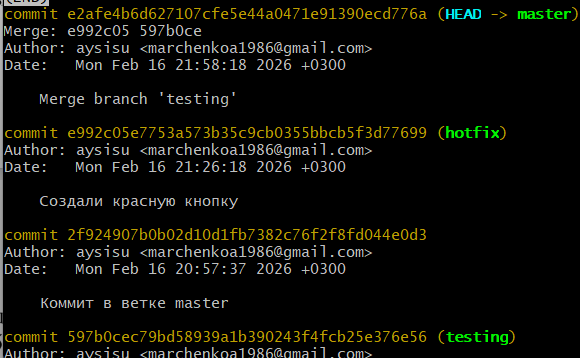 (END)
commit e2afe4b6d627107cfe5e44a0471e91390ecd776a (HEAD -> master)
Merge: e992c05 597b0ce
Author: aysisu <marchenkoa1986@gmail.com>
Date:   Mon Feb 16 21:58:18 2026 +0300
Merge branch 'testing'
commit e992c05e7753a573b35c9cb0355bbcb5f3d77699 (hotfix)
Author: aysisu <marchenkoa1986@gmail.com>
Date:   Mon Feb 16 21:26:18 2026 +0300
Создали красную кнопку
commit 2f924907b0b02d10d1fb7382c76f2f8fd044e0d3
Author: aysisu <marchenkoa1986@gmail.com>
Date:   Mon Feb 16 20:57:37 2026 +0300
Коммит в ветке master
commit 597b0cec79bd58939a1b390243f4fcb25e376e56 (testing)
Author: aysisu <marchenkoa1986@gmail.com>